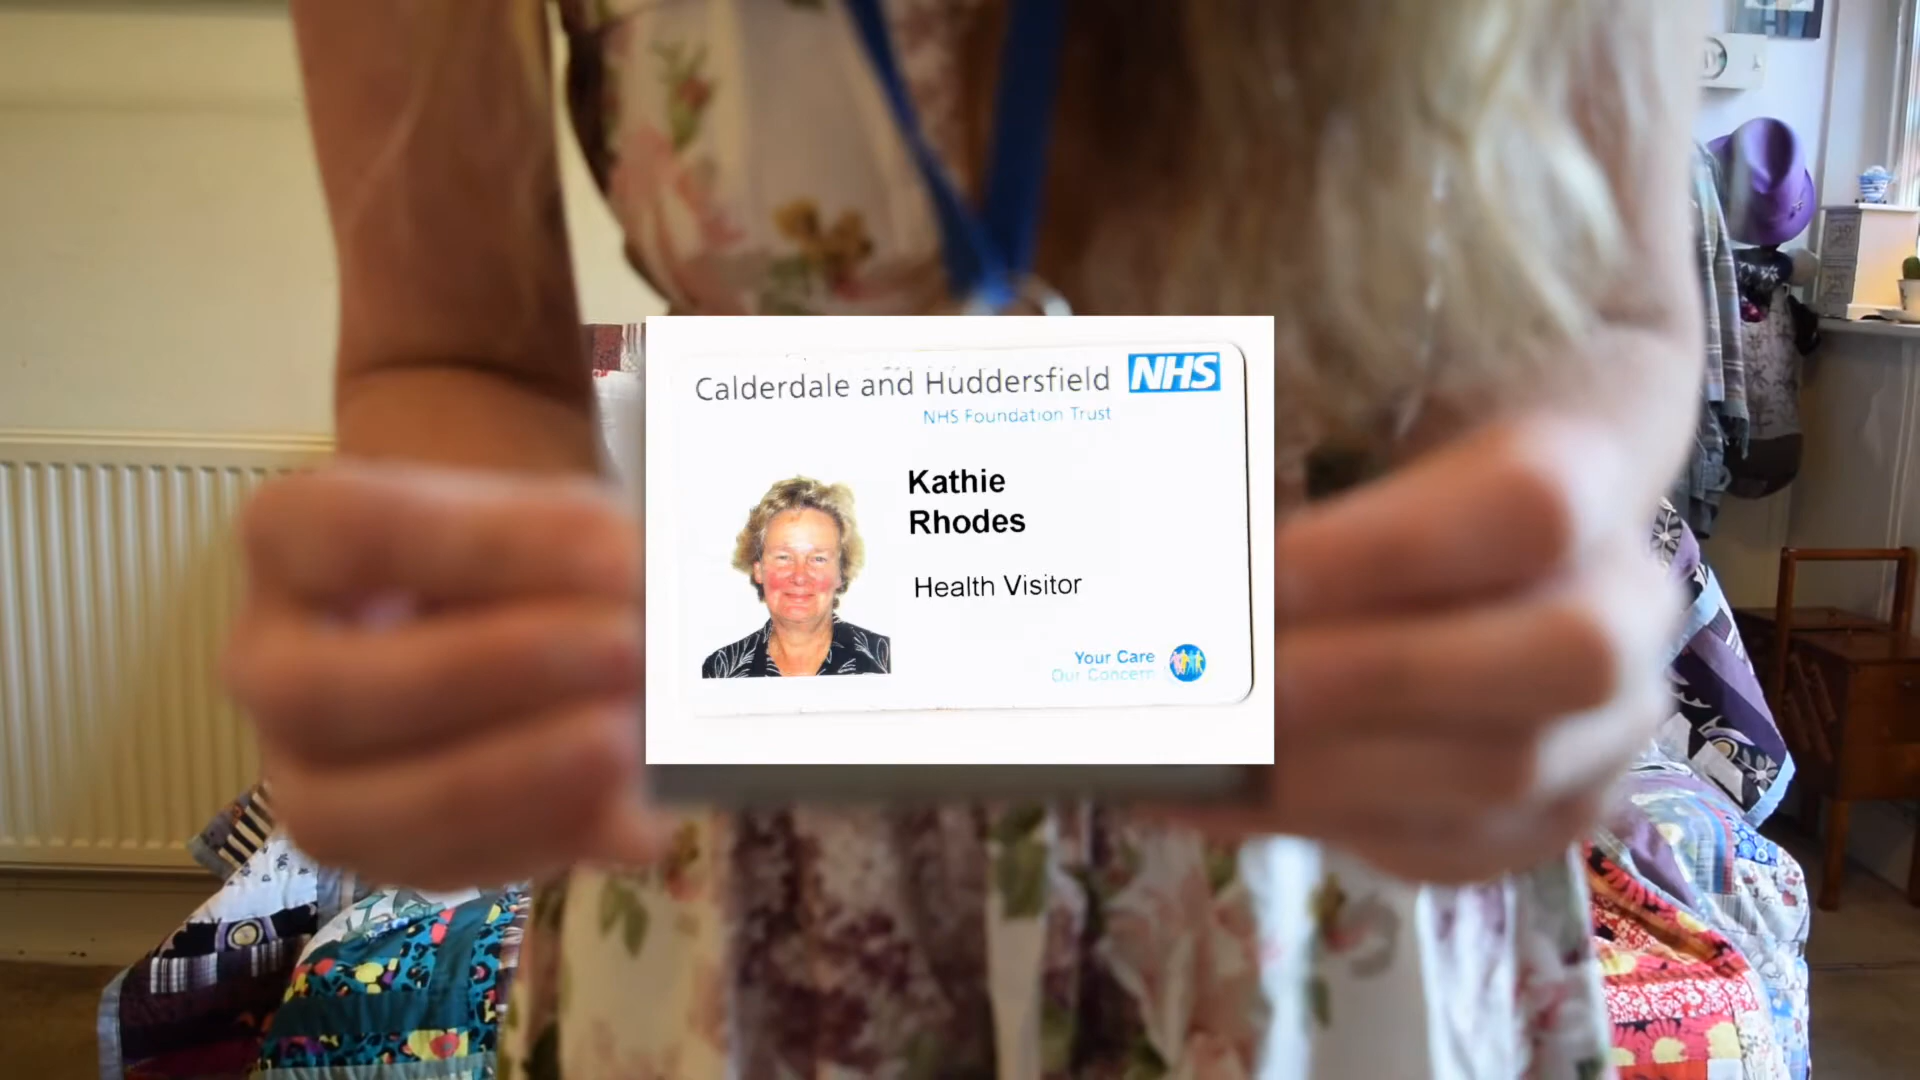 Calderdale and Huddersfield NHS
NHS Foundation Trust
Kathie
Rhodes
Health Visitor
Your Care
Our Concern